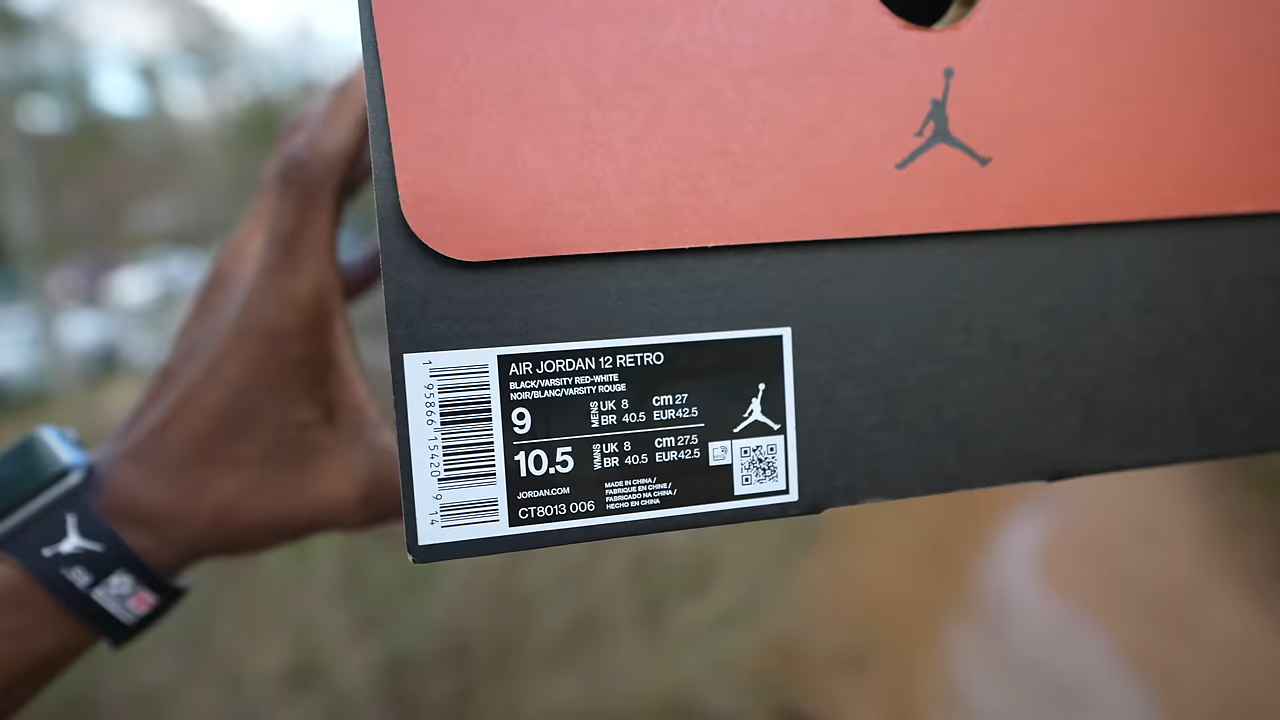 AIR JORDAN 12 RETRO
BLACK/VARSITY RED-WHITE
NOIR/BLANC/VARSITY ROUGE
9 MENS UK 8 cm 27
BR 40.5 EUR 42.5
10.5 WMNS UK 8 cm 27.5
BR 40.5 EUR 42.5
JORDAN.COM
CT8013 006
MADE IN CHINA /
FABRIQUE EN CHINE /
FABRICADO NA CHINA /
HECHO EN CHINA
1 95866 15420 9 14